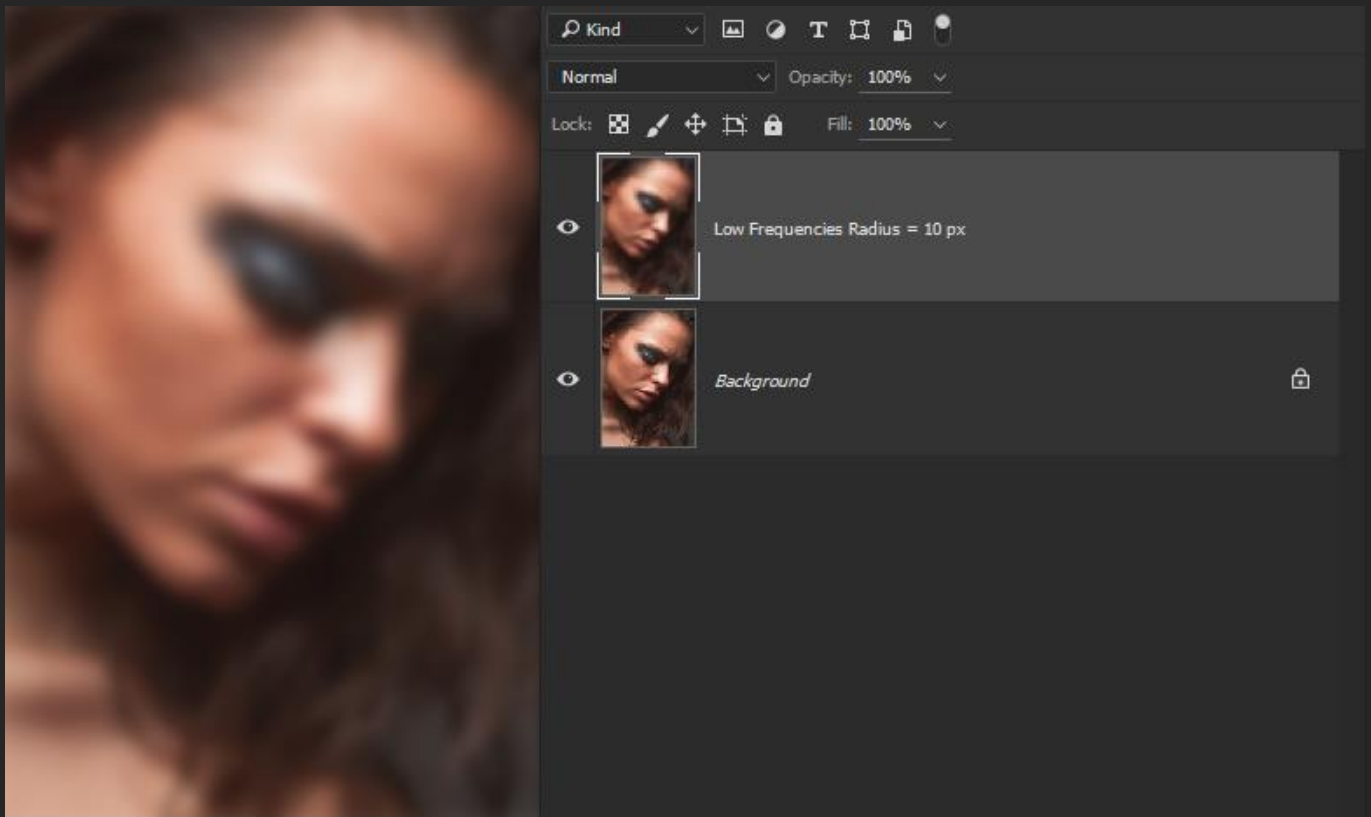 Kind
Normal Opacity: 100%
Lock: Fill: 100%
Low Frequencies Radius = 10 px
Background